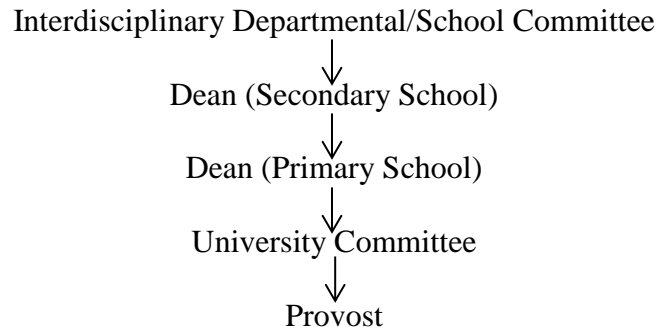 Interdisciplinary Departmental/School Committee
Dean (Secondary School)
Dean (Primary School)
University Committee
Provost